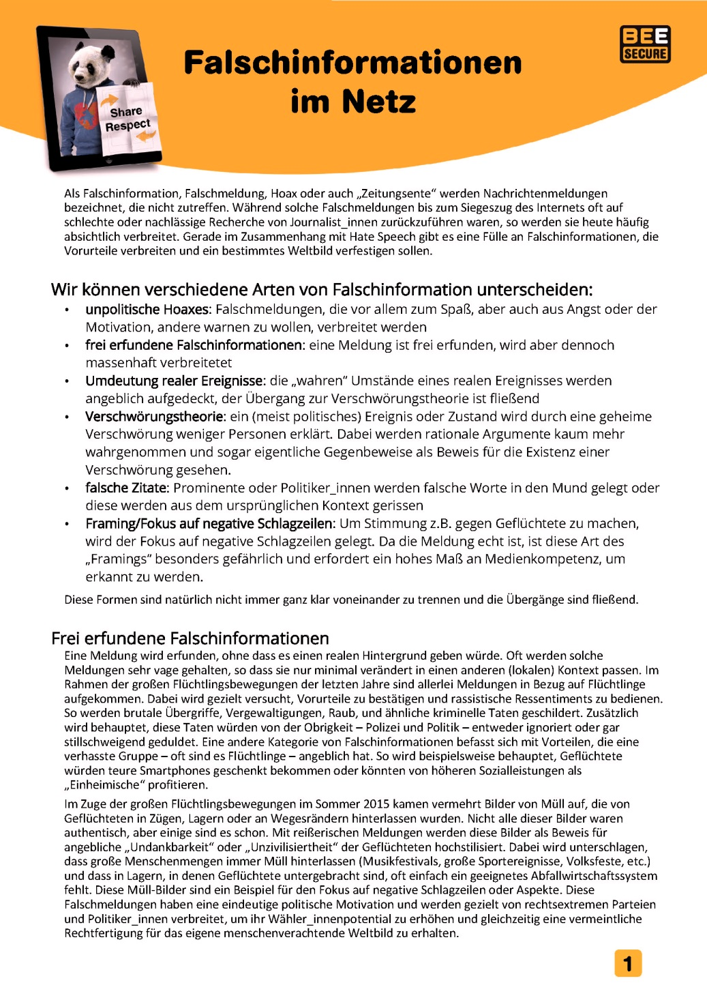 Falschinformationen
im Netz
BEE
SECURE
Share
Respect
Als Falschinformation, Falschmeldung, Hoax oder auch „Zeitungsente“ werden Nachrichtenmeldungen
bezeichnet, die nicht zutreffen. Während solche Falschmeldungen bis zum Siegeszug des Internets oft auf
schlechte oder nachlässige Recherche von Journalist_innen zurückzuführen waren, so werden sie heute häufig
absichtlich verbreitet. Gerade im Zusammenhang mit Hate Speech gibt es eine Fülle an Falschinformationen, die
Vorurteile verbreiten und ein bestimmtes Weltbild verfestigen sollen.
Wir können verschiedene Arten von Falschinformation unterscheiden:
• unpolitische Hoaxes: Falschmeldungen, die vor allem zum Spaß, aber auch aus Angst oder der
Motivation, andere warnen zu wollen, verbreitet werden
• frei erfundene Falschinformationen: eine Meldung ist frei erfunden, wird aber dennoch
massenhaft verbreitetet
• Umdeutung realer Ereignisse: die „wahren“ Umstände eines realen Ereignisses werden
angeblich aufgedeckt, der Übergang zur Verschwörungstheorie ist fließend
• Verschwörungstheorie: ein (meist politisches) Ereignis oder Zustand wird durch eine geheime
Verschwörung weniger Personen erklärt. Dabei werden rationale Argumente kaum mehr
wahrgenommen und sogar eigentliche Gegenbeweise als Beweis für die Existenz einer
Verschwörung gesehen.
• falsche Zitate: Prominente oder Politiker_innen werden falsche Worte in den Mund gelegt oder
diese werden aus dem ursprünglichen Kontext gerissen
• Framing/Fokus auf negative Schlagzeilen: Um Stimmung z.B. gegen Geflüchtete zu machen,
wird der Fokus auf negative Schlagzeilen gelegt. Da die Meldung echt ist, ist diese Art des
„Framings“ besonders gefährlich und erfordert ein hohes Maß an Medienkompetenz, um
erkannt zu werden.
Diese Formen sind natürlich nicht immer ganz klar voneinander zu trennen und die Übergänge sind fließend.
Frei erfundene Falschinformationen
Eine Meldung wird erfunden, ohne dass es einen realen Hintergrund geben würde. Oft werden solche
Meldungen sehr vage gehalten, so dass sie nur minimal verändert in einen anderen (lokalen) Kontext passen. Im
Rahmen der großen Flüchtlingsbewegungen der letzten Jahre sind allerlei Meldungen in Bezug auf Flüchtlinge
aufgekommen. Dabei wird gezielt versucht, Vorurteile zu bestätigen und rassistische Ressentiments zu bedienen.
So werden brutale Übergriffe, Vergewaltigungen, Raub, und ähnliche kriminelle Taten geschildert. Zusätzlich
wird behauptet, diese Taten würden von der Obrigkeit – Polizei und Politik – entweder ignoriert oder gar
stillschweigend geduldet. Eine andere Kategorie von Falschinformationen befasst sich mit Vorteilen, die eine
verhasste Gruppe – oft sind es Flüchtlinge – angeblich hat. So wird beispielsweise behauptet, Geflüchtete
würden teure Smartphones geschenkt bekommen oder könnten von höheren Sozialleistungen als
„Einheimische“ profitieren.
Im Zuge der großen Flüchtlingsbewegungen im Sommer 2015 kamen vermehrt Bilder von Müll auf, die von
Geflüchteten in Zügen, Lagern oder an Wegesrändern hinterlassen wurden. Nicht alle dieser Bilder waren
authentisch, aber einige sind es schon. Mit reißerischen Meldungen werden diese Bilder als Beweis für
angebliche „Undankbarkeit“ oder „Unzivilisiertheit“ der Geflüchteten hochstilisiert. Dabei wird unterschlagen,
dass große Menschenmengen immer Müll hinterlassen (Musikfestivals, große Sportereignisse, Volksfeste, etc.)
und dass in Lagern, in denen Geflüchtete untergebracht sind, oft einfach ein geeignetes Abfallwirtschaftssystem
fehlt. Diese Müll-Bilder sind ein Beispiel für den Fokus auf negative Schlagzeilen oder Aspekte. Diese
Falschmeldungen haben eine eindeutige politische Motivation und werden gezielt von rechtsextremen Parteien
und Politiker_innen verbreitet, um ihr Wähler_innenpotential zu erhöhen und gleichzeitig eine vermeintliche
Rechtfertigung für das eigene menschenverachtende Weltbild zu erhalten.
1